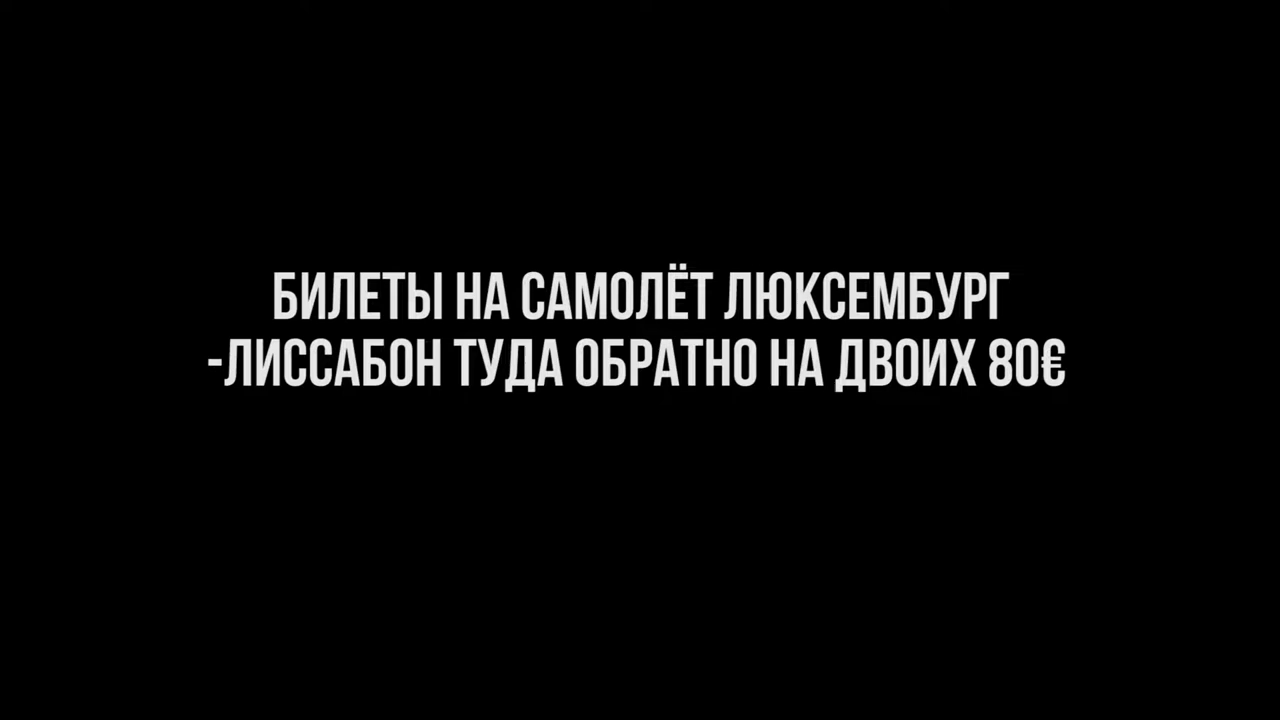 БИЛЕТЫ НА САМОЛЁТ ЛЮКСЕМБУРГ
-ЛИССАБОН ТУДА ОБРАТНО НА ДВОИХ 80€